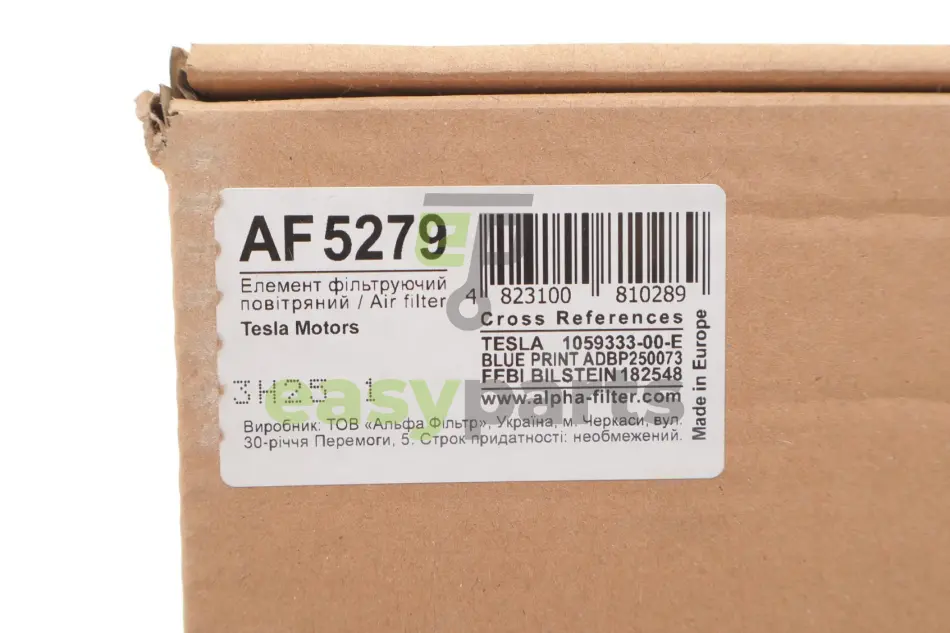 AF 5279
Елемент фільтруючий
повітряний / Air filter
Tesla Motors
3H25 1
4 823100 810289
Cross References
TESLA 1059333-00-E
BLUE PRINT ADBP250073
FEBI BILSTEIN 182548
www.alpha-filter.com
Made in Europe
Виробник: ТОВ «Альфа Фільтр», Україна, м. Черкаси, вул.
30-річчя Перемоги, 5. Строк придатності: необмежений.
easyparts